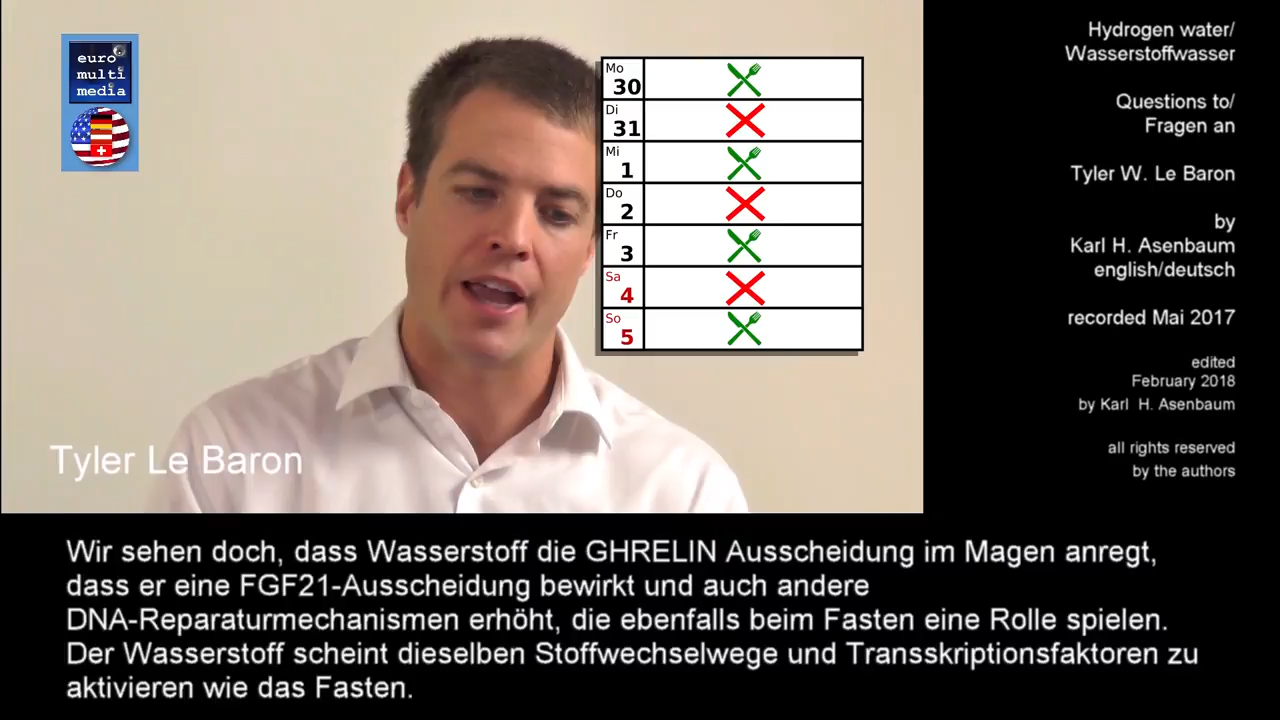 euro
multi
media
Mo
30
Di
31
Mi
1
Do
2
Fr
3
Sa
4
So
5
Tyler Le Baron
Hydrogen water/
Wasserstoffwasser
Questions to/
Fragen an
Tyler W. Le Baron
by
Karl H. Asenbaum
english/deutsch
recorded Mai 2017
edited
February 2018
by Karl H. Asenbaum
all rights reserved
by the authors
Wir sehen doch, dass Wasserstoff die GHRELIN Ausscheidung im Magen anregt,
dass er eine FGF21-Ausscheidung bewirkt und auch andere
DNA-Reparaturmechanismen erhöht, die ebenfalls beim Fasten eine Rolle spielen.
Der Wasserstoff scheint dieselben Stoffwechselwege und Transskriptionsfaktoren zu
aktivieren wie das Fasten.